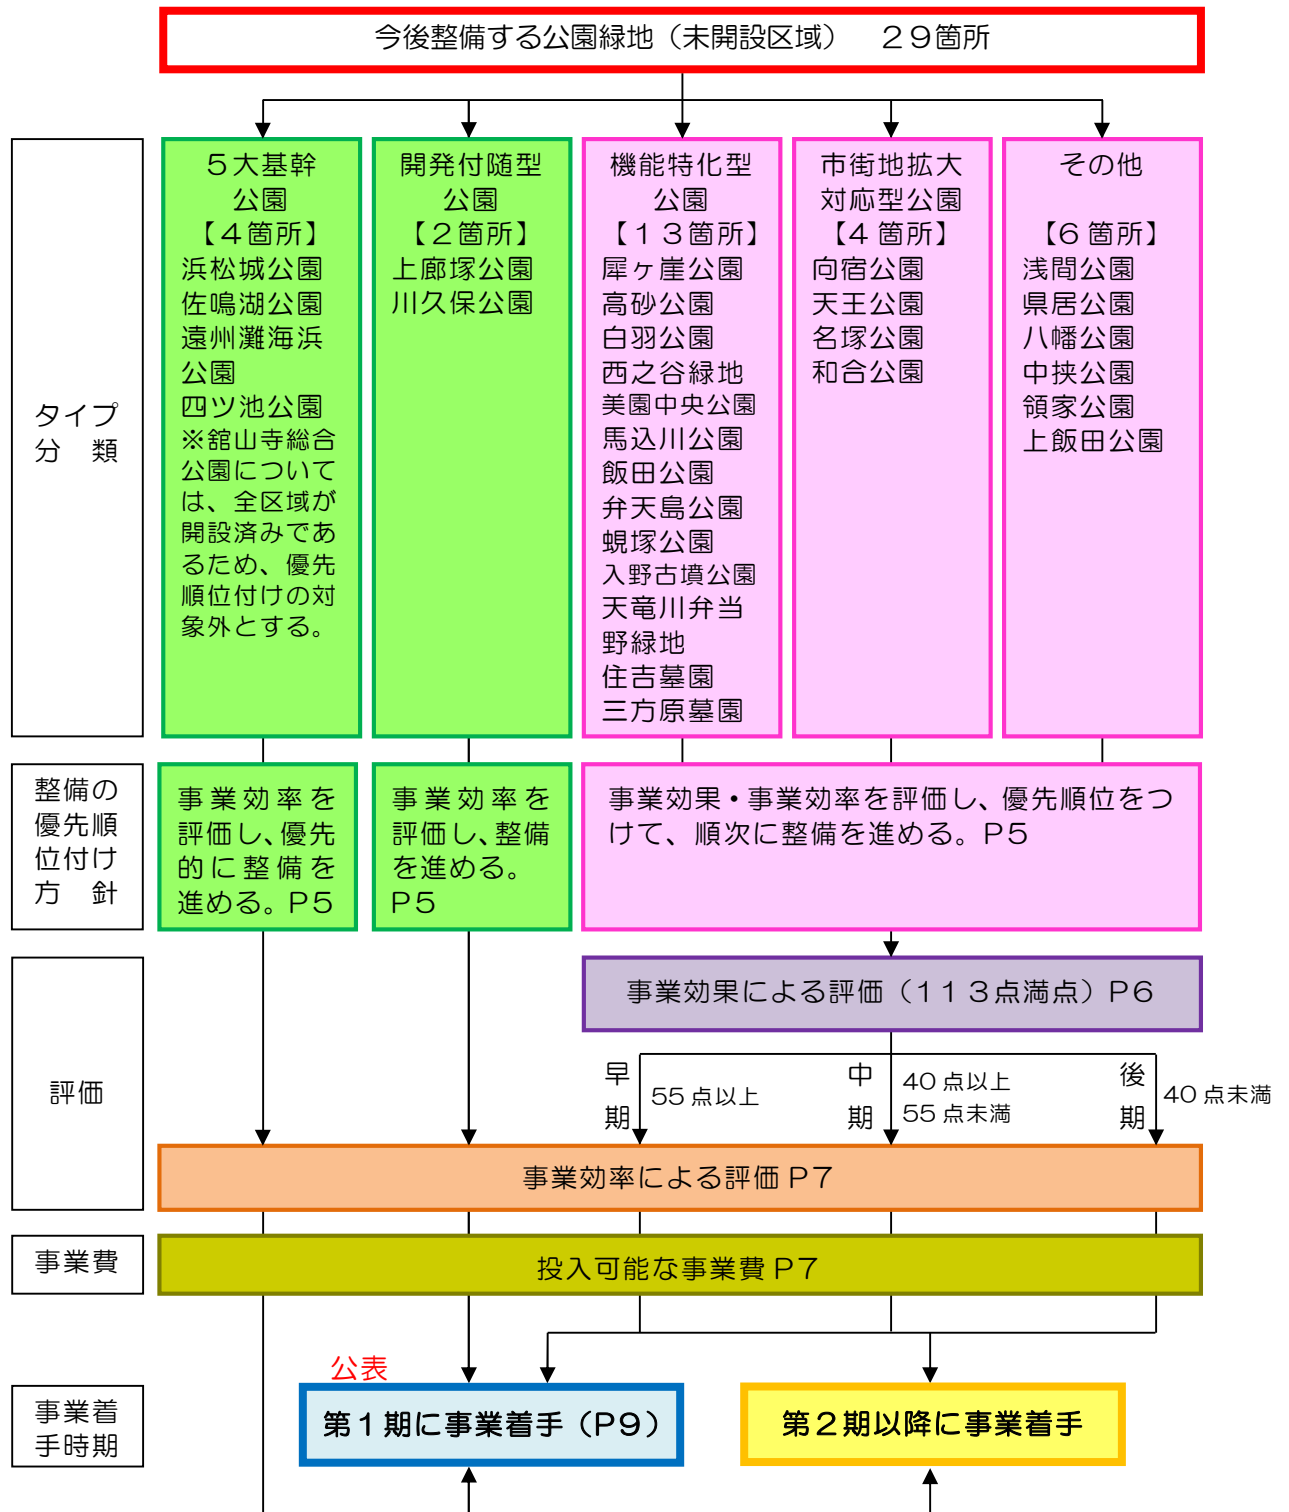 今後整備する公園緑地（未開設区域）　２９箇所
タイプ
分　類
５大基幹
公園
【４箇所】
浜松城公園
佐鳴湖公園
遠州灘海浜
公園
四ツ池公園
※舘山寺総合
公園について
は、全区域が
開設済みであ
るため、優先
順位付けの対
象外とする。
開発付随型
公園
【２箇所】
上廊塚公園
川久保公園
機能特化型
公園
【１３箇所】
犀ヶ崖公園
高砂公園
白羽公園
西之谷緑地
美園中央公園
馬込川公園
飯田公園
弁天島公園
蜆塚公園
入野古墳公園
天竜川弁当
野緑地
住吉墓園
三方原墓園
市街地拡大
対応型公園
【４箇所】
向宿公園
天王公園
名塚公園
和合公園
その他
【６箇所】
浅間公園
県居公園
八幡公園
中挾公園
領家公園
上飯田公園
整備の
優先順
位付け
方　針
事業効率を
評価し、優先
的に整備を
進める。P５
事業効率を
評価し、整備
を進める。
P５
事業効果・事業効率を評価し、優先順位をつ
けて、順次に整備を進める。P５
評価
事業効果による評価（１１３点満点）P６
早
期
55 点以上
中
期
40 点以上
55 点未満
後
期
40 点未満
事業効率による評価 P７
事業費
投入可能な事業費 P７
事業着
手時期
公表
第１期に事業着手（P９）
第２期以降に事業着手